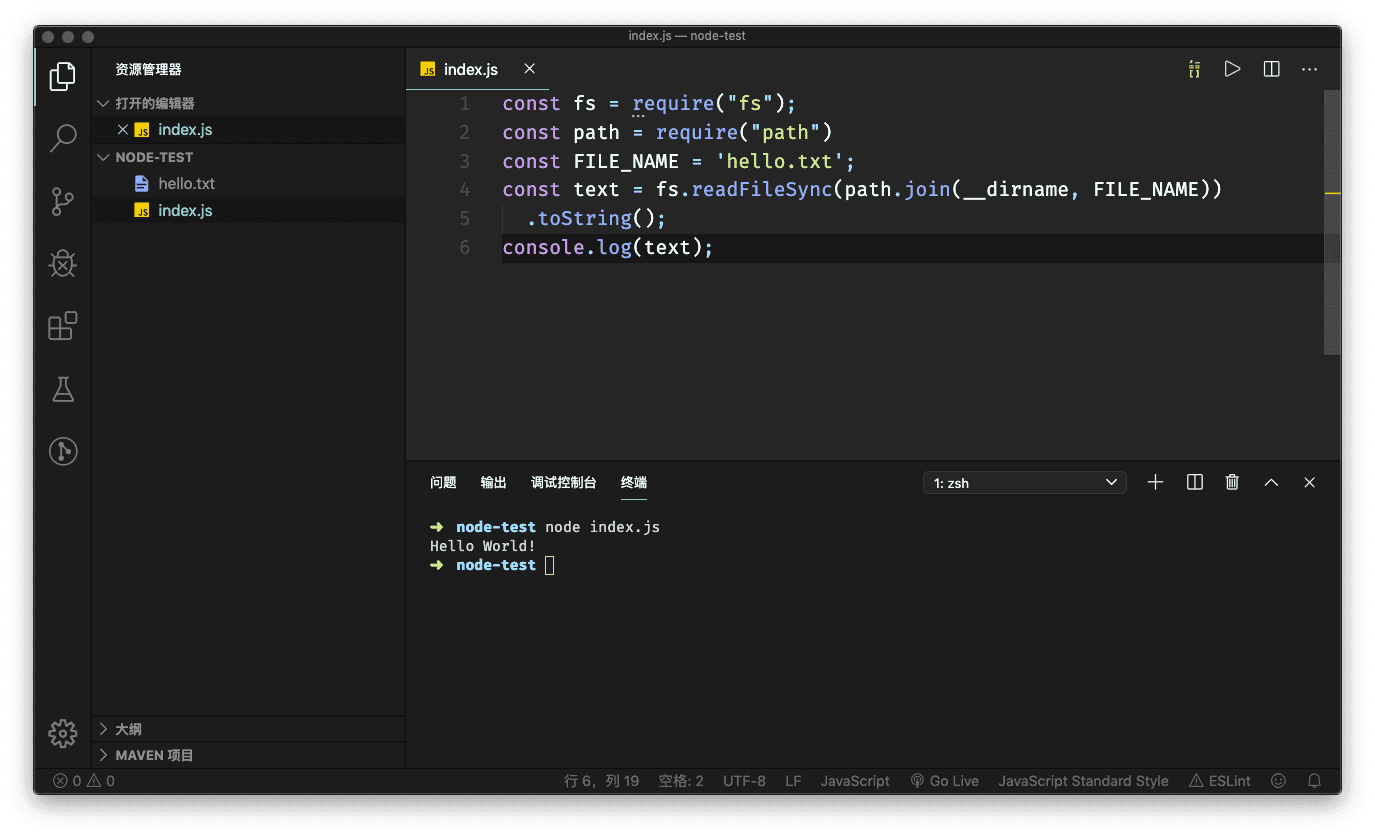 index.js — node-test
资源管理器
打开的编辑器
JS index.js
NODE-TEST
hello.txt
JS index.js
大纲
MAVEN 项目
JS index.js
1 const fs = require("fs");
2 const path = require("path")
3 const FILE_NAME = 'hello.txt';
4 const text = fs.readFileSync(path.join(__dirname, FILE_NAME))
5 .toString();
6 console.log(text);
问题 输出 调试控制台 终端 1: zsh
➜ node-test node index.js
Hello World!
➜ node-test
0 0 行 6，列 19 空格: 2 UTF-8 LF JavaScript Go Live JavaScript Standard Style ESLint